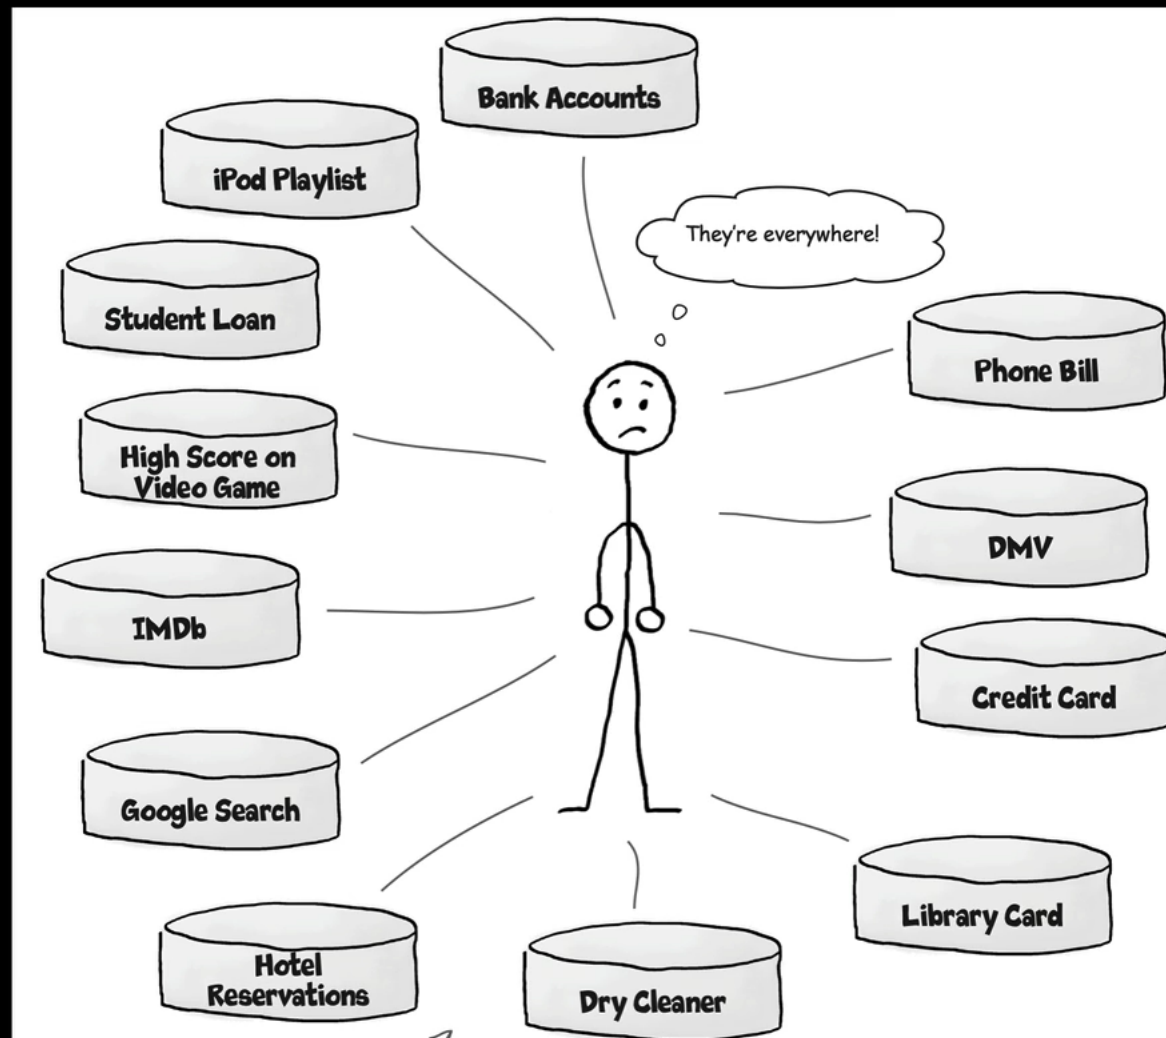 Bank Accounts
iPod Playlist
They're everywhere!
Student Loan
Phone Bill
High Score on
Video Game
DMV
IMDb
Credit Card
Google Search
Library Card
Hotel
Reservations
Dry Cleaner